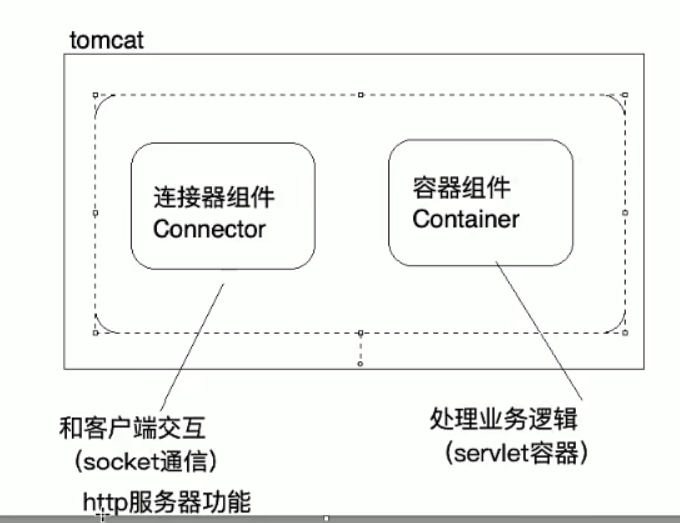 tomcat
连接器组件
Connector
容器组件
Container
和客户端交互
（socket通信）
http服务器功能
处理业务逻辑
（servlet容器）